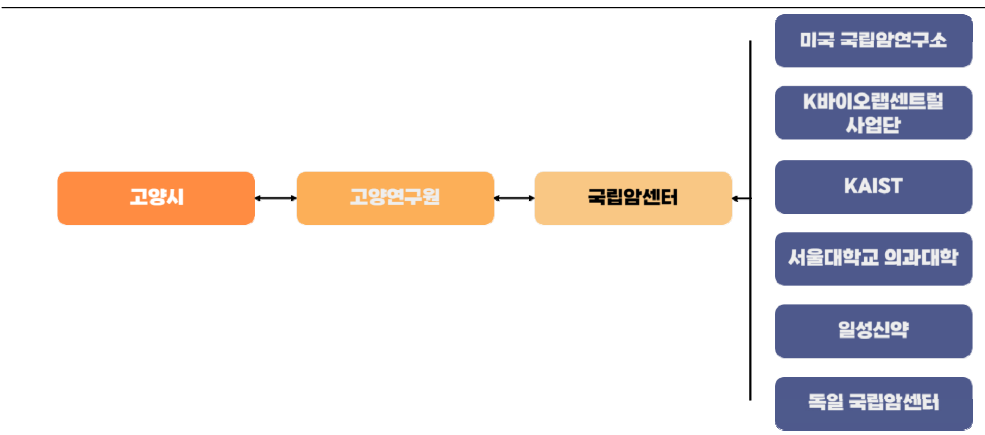 미국 국립암연구소
K바이오랩센트럴
사업단
고양시
고양연구원
국립암센터
KAIST
서울대학교 의과대학
일성신약
독일 국립암센터